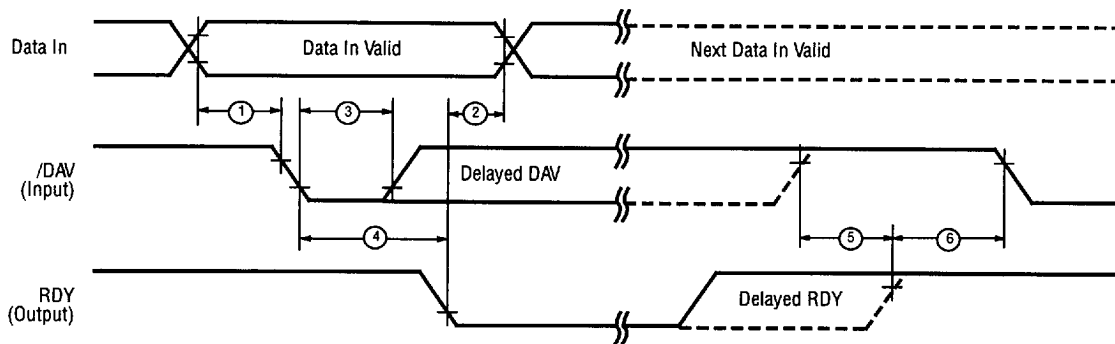 Data In
Data In Valid
Next Data In Valid
1
3
2
/DAV
(Input)
Delayed DAV
4
5
6
RDY
(Output)
Delayed RDY